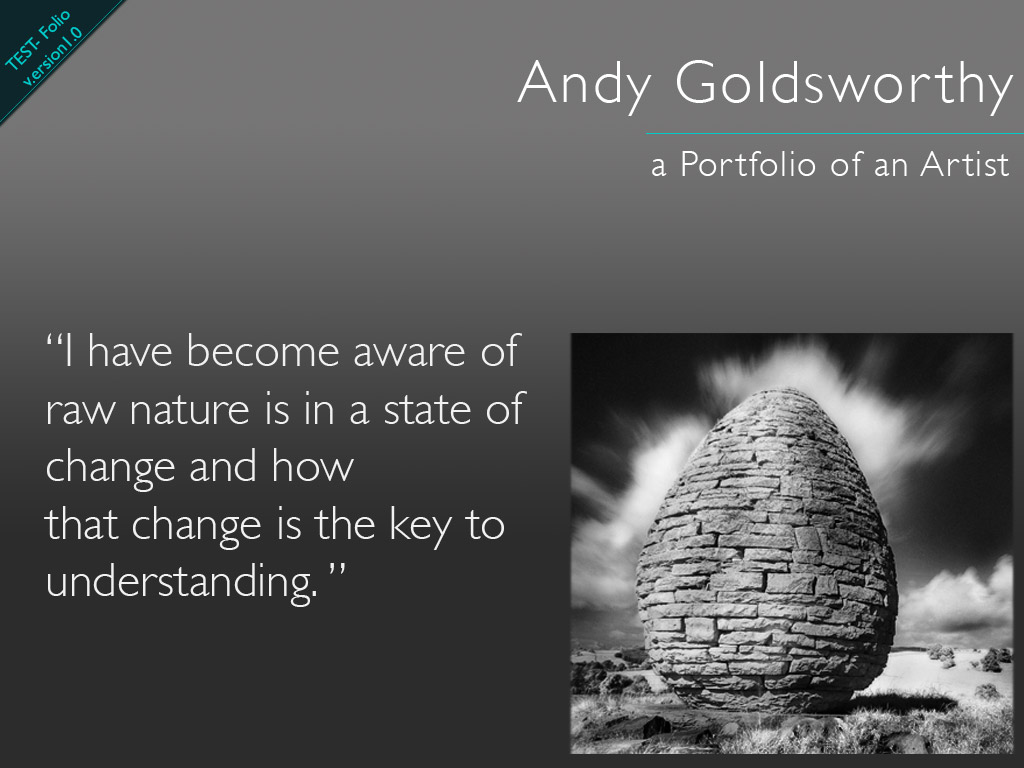 TEST- Folio
v.ersion1.0
Andy Goldsworthy
a Portfolio of an Artist
“I have become aware of
raw nature is in a state of
change and how
that change is the key to
understanding. ”